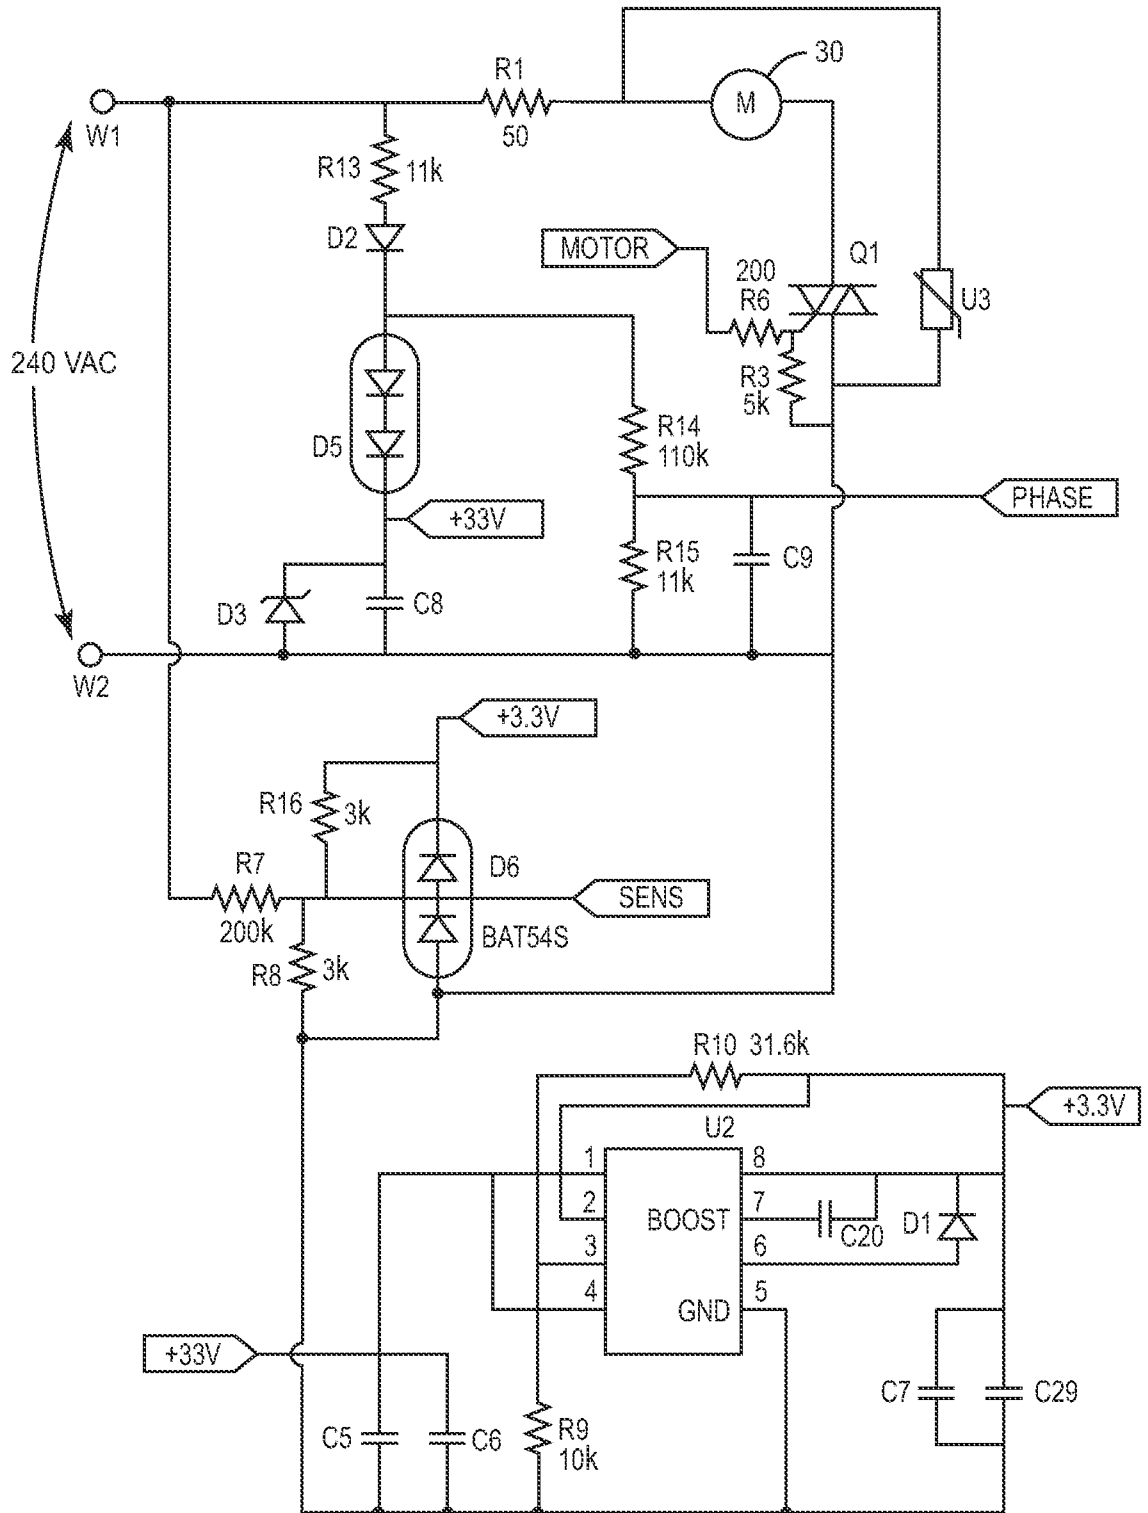 30
R1
M
W1
50
R13
11k
D2
MOTOR
Q1
200
R6
U3
240 VAC
R3
5k
D5
R14
110k
+33V
PHASE
R15
11k
C9
D3
C8
W2
+3.3V
R16
3k
R7
D6
SENS
200k
BAT54S
R8
3k
R10 31.6k
+3.3V
U2
1
8
2
7
BOOST
C20
D1
3
6
4
5
GND
+33V
C7
C29
C5
C6
R9
10k